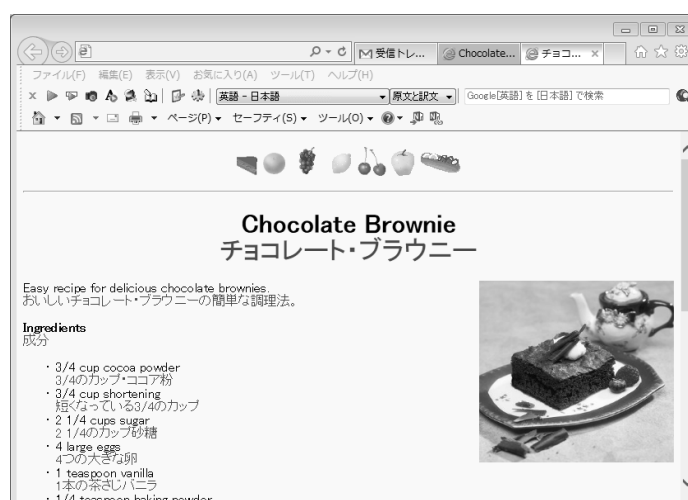 受信トレ...
Chocolate...
チョコ...
ファイル(F) 編集(E) 表示(V) お気に入り(A) ツール(T) ヘルプ(H)
英語 - 日本語
原文と訳文
Google[英語] を [日本語] で検索
ページ(P) セーフティ(S) ツール(O)
Chocolate Brownie
チョコレート・ブラウニー
Easy recipe for delicious chocolate brownies.
おいしいチョコレート・ブラウニーの簡単な調理法。
Ingredients
成分
・3/4 cup cocoa powder
3/4のカップ・ココア粉
・3/4 cup shortening
短くなっている3/4のカップ
・2 1/4 cups sugar
2 1/4のカップ砂糖
・4 large eggs
4つの大きな卵
・1 teaspoon vanilla
1本の茶さじバニラ
・1/4 teaspoon baking powder